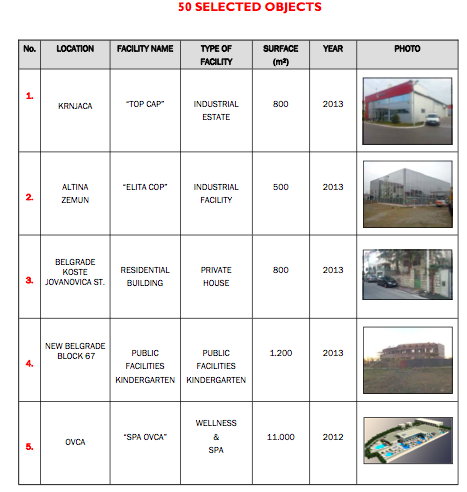 50 SELECTED OBJECTS
No. LOCATION FACILITY NAME TYPE OF FACILITY SURFACE (m²) YEAR PHOTO
1. KRNJACA "TOP CAP" INDUSTRIAL ESTATE 800 2013
2. ALTINA ZEMUN "ELITA COP" INDUSTRIAL FACILITY 500 2013
3. BELGRADE KOSTE JOVANOVICA ST. RESIDENTIAL BUILDING PRIVATE HOUSE 800 2013
4. NEW BELGRADE BLOCK 67 PUBLIC FACILITIES KINDERGARTEN PUBLIC FACILITIES KINDERGARTEN 1.200 2013
5. OVCA "SPA OVCA" WELLNESS & SPA 11.000 2012